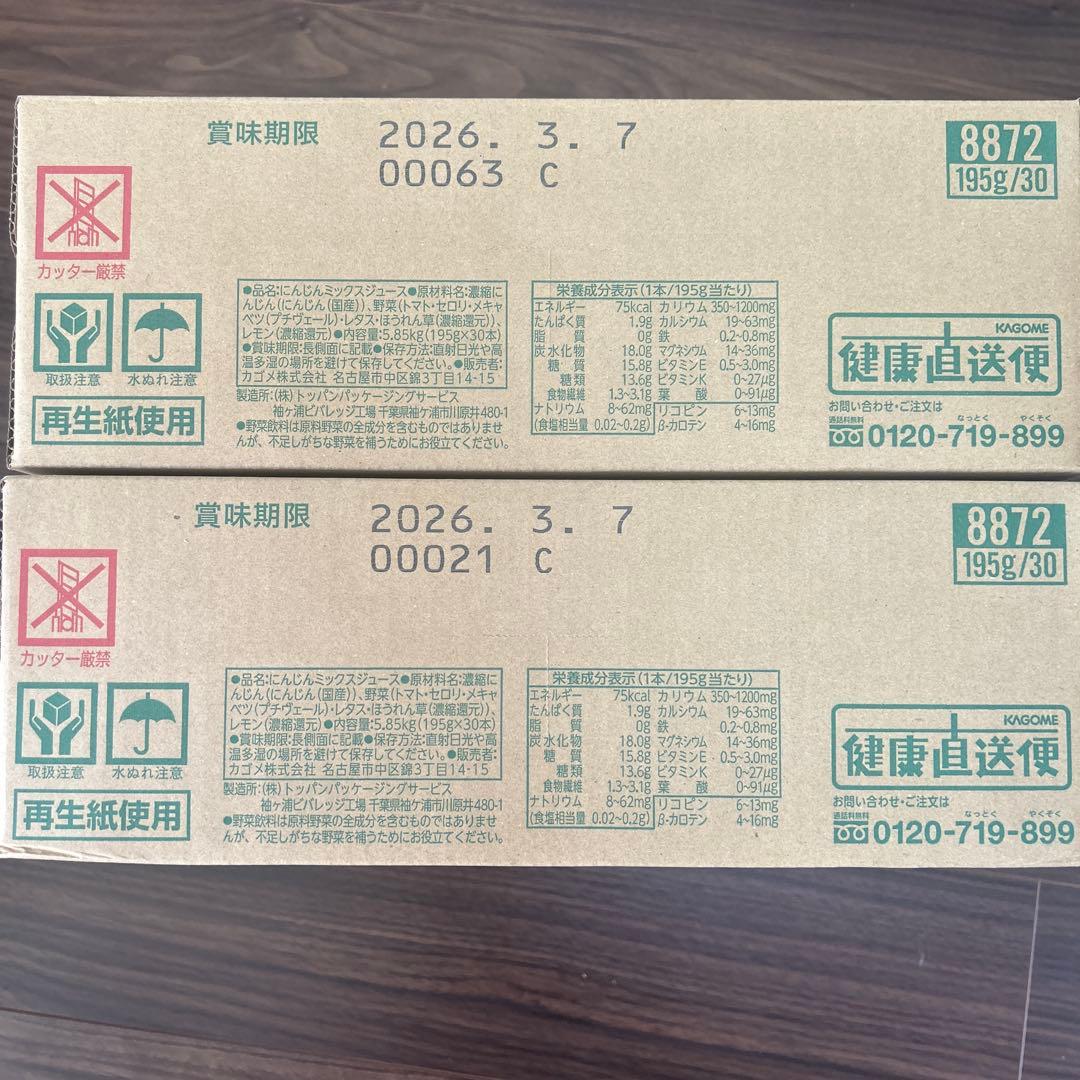 賞味期限 2026. 3. 7
00063 C
8872
195g/30
カッター厳禁
取扱注意 水ぬれ注意
再生紙使用
●品名:にんじんミックスジュース●原材料名:濃縮に
んじん(にんじん(国産))、野菜(トマト・セロリ・メキャ
ベツ(プチヴェール)・レタス・ほうれん草(濃縮還元))、
レモン(濃縮還元)●内容量:5.85kg(195g×30本)
●賞味期限:長側面に記載●保存方法:直射日光や高
温多湿の場所を避けて保存してください。●販売者:
カゴメ株式会社 名古屋市中区錦3丁目14-15
製造所:(株)トッパンパッケージングサービス
袖ヶ浦ビバレッジ工場 千葉県袖ケ浦市川原井480-1
●野菜飲料は原料野菜の全成分を含むものではありませ
んが、不足しがちな野菜を補うためにお役立てください。
栄養成分表示(1本/195g当たり)
エネルギー 75kcal カリウム 350~1200mg
たんぱく質 1.9g カルシウム 19~63mg
脂質 0g 鉄 0.2~0.8mg
炭水化物 18.0g マグネシウム 14~36mg
糖質 15.8g ビタミンE 0.5~3.0mg
糖類 13.6g ビタミンK 0~27μg
食物繊維 1.3~3.1g 葉酸 0~91μg
ナトリウム 8~62mg リコピン 6~13mg
(食塩相当量 0.02~0.2g) β-カロテン 4~16mg
KAGOME
健康直送便
お問い合わせ・ご注文は
なっとく やくそく
通話料無料 0120-719-899
賞味期限 2026. 3. 7
00021 C
8872
195g/30
カッター厳禁
取扱注意 水ぬれ注意
再生紙使用
●品名:にんじんミックスジュース●原材料名:濃縮に
んじん(にんじん(国産))、野菜(トマト・セロリ・メキャ
ベツ(プチヴェール)・レタス・ほうれん草(濃縮還元))、
レモン(濃縮還元)●内容量:5.85kg(195g×30本)
●賞味期限:長側面に記載●保存方法:直射日光や高
温多湿の場所を避けて保存してください。●販売者:
カゴメ株式会社 名古屋市中区錦3丁目14-15
製造所:(株)トッパンパッケージングサービス
袖ヶ浦ビバレッジ工場 千葉県袖ケ浦市川原井480-1
●野菜飲料は原料野菜の全成分を含むものではありませ
んが、不足しがちな野菜を補うためにお役立てください。
栄養成分表示(1本/195g当たり)
エネルギー 75kcal カリウム 350~1200mg
たんぱく質 1.9g カルシウム 19~63mg
脂質 0g 鉄 0.2~0.8mg
炭水化物 18.0g マグネシウム 14~36mg
糖質 15.8g ビタミンE 0.5~3.0mg
糖類 13.6g ビタミンK 0~27μg
食物繊維 1.3~3.1g 葉酸 0~91μg
ナトリウム 8~62mg リコピン 6~13mg
(食塩相当量 0.02~0.2g) β-カロテン 4~16mg
KAGOME
健康直送便
お問い合わせ・ご注文は
なっとく やくそく
通話料無料 0120-719-899